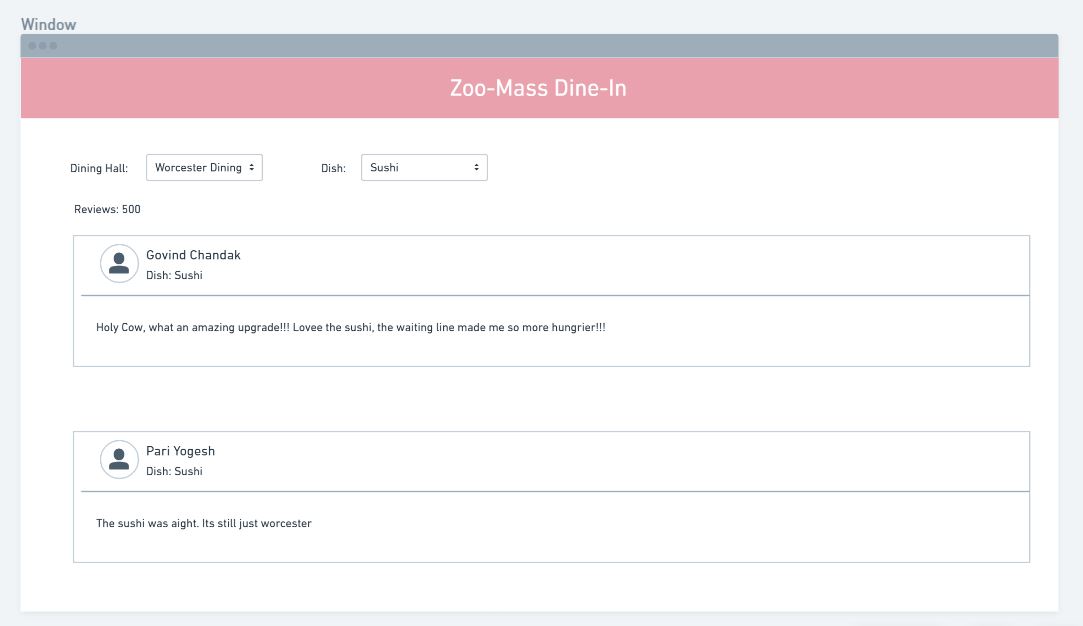 Window
Zoo-Mass Dine-In
Dining Hall: Worcester Dining Dish: Sushi
Reviews: 500
Govind Chandak
Dish: Sushi
Holy Cow, what an amazing upgrade!!! Lovee the sushi, the waiting line made me so more hungrier!!!
Pari Yogesh
Dish: Sushi
The sushi was aight. Its still just worcester